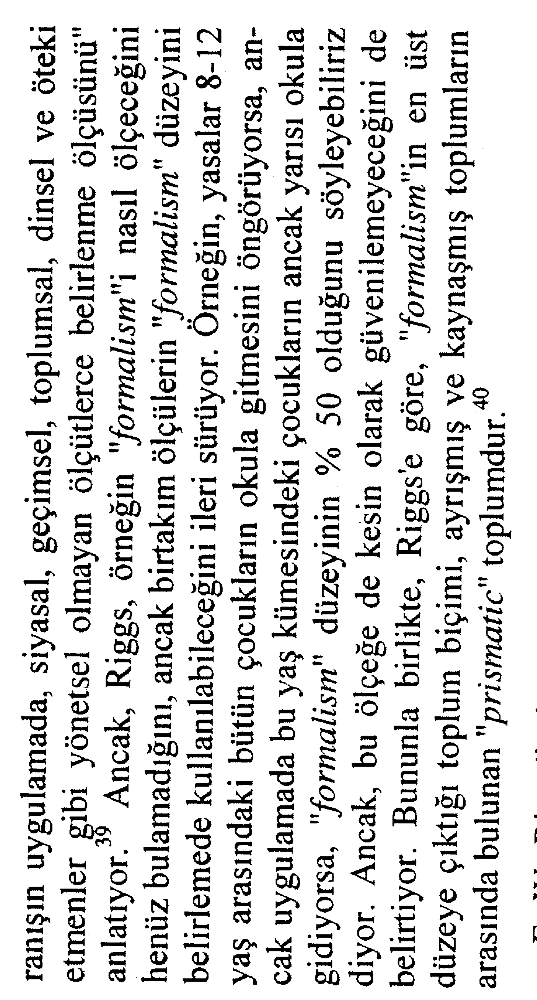 ranışın uygulamada, siyasal, geçimsel, toplumsal, dinsel ve öteki
etmenler gibi yönetsel olmayan ölçütlerce belirlenme ölçüsünü"
anlatıyor.39 Ancak, Riggs, örneğin "formalism"i nasıl ölçeceğini
henüz bulamadığını, ancak birtakım ölçülerin "formalism" düzeyini
belirlemede kullanılabileceğini ileri sürüyor. Örneğin, yasalar 8-12
yaş arasındaki bütün çocukların okula gitmesini öngörüyorsa, an-
cak uygulamada bu yaş kümesindeki çocukların ancak yarısı okula
gidiyorsa, "formalism" düzeyinin % 50 olduğunu söyleyebiliriz
diyor. Ancak, bu ölçeğe de kesin olarak güvenilemeyeceğini de
belirtiyor. Bununla birlikte, Riggs'e göre, "formalism"in en üst
düzeye çıktığı toplum biçimi, ayrışmış ve kaynaşmış toplumların
arasında bulunan "prismatic" toplumdur.40